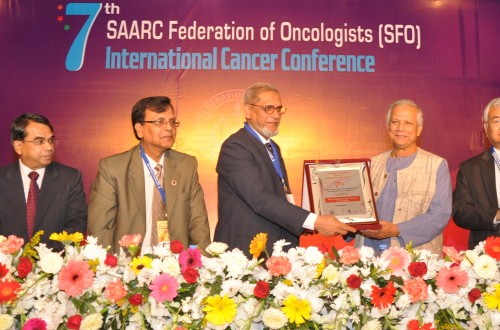 7th
SAARC Federation of Oncologists (SFO)
International Cancer Conference